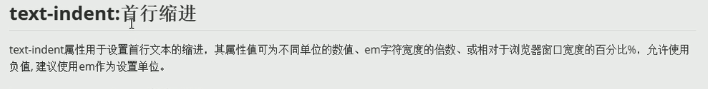 text-indent:首行缩进
text-indent属性用于设置首行文本的缩进，其属性值可为不同单位的数值、em字符宽度的倍数、或相对于浏览器窗口宽度的百分比%，允许使用
负值, 建议使用em作为设置单位。